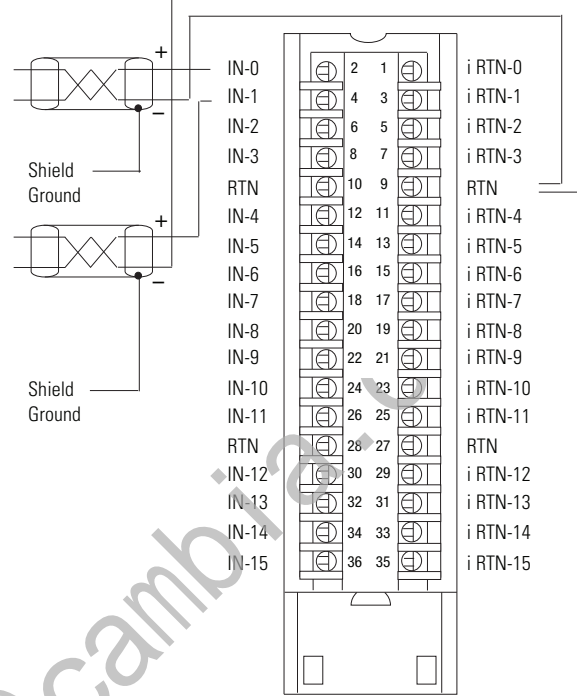 +
IN-0 2 1 i RTN-0
IN-1 4 3 i RTN-1
–
IN-2 6 5 i RTN-2
IN-3 8 7 i RTN-3
Shield
Ground
RTN 10 9 RTN
+
IN-4 12 11 i RTN-4
IN-5 14 13 i RTN-5
IN-6 16 15 i RTN-6
–
IN-7 18 17 i RTN-7
IN-8 20 19 i RTN-8
IN-9 22 21 i RTN-9
Shield
Ground
IN-10 24 23 i RTN-10
IN-11 26 25 i RTN-11
RTN 28 27 RTN
IN-12 30 29 i RTN-12
IN-13 32 31 i RTN-13
IN-14 34 33 i RTN-14
IN-15 36 35 i RTN-15